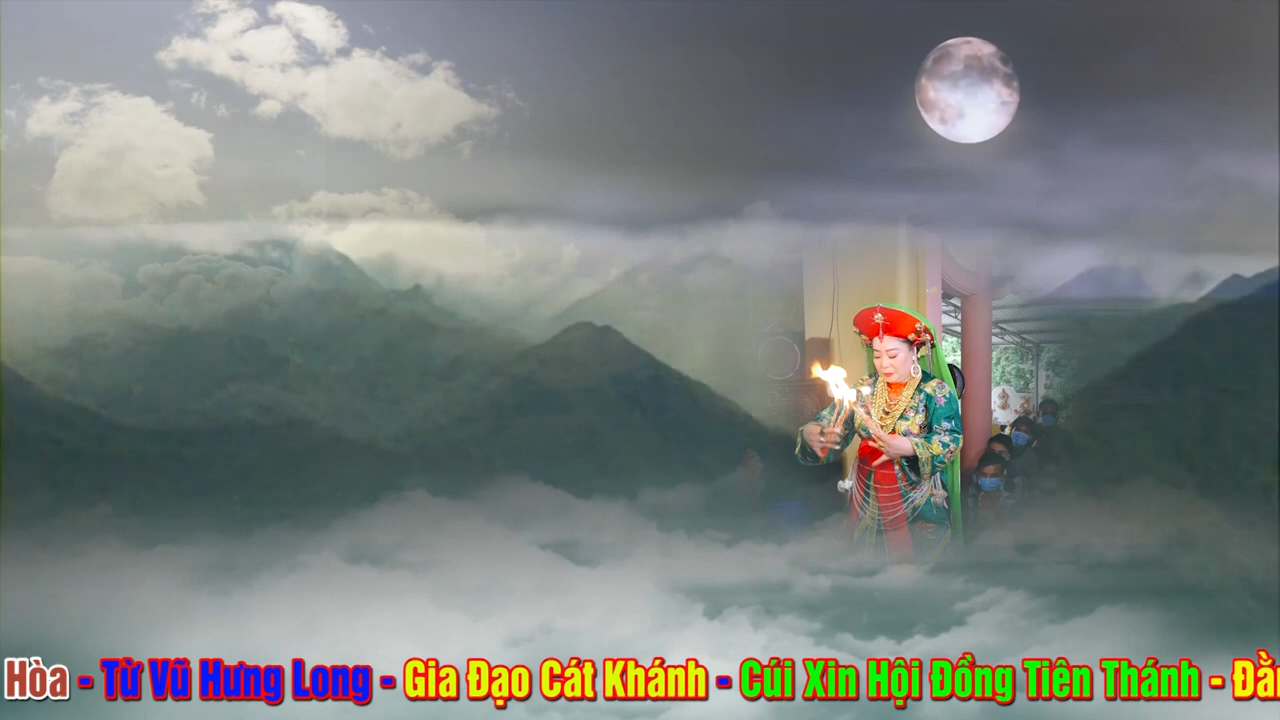 Hòa - Từ Vũ Hưng Long - Gia Đạo Cát Khánh - Cúi Xin Hội Đồng Tiên Thánh -